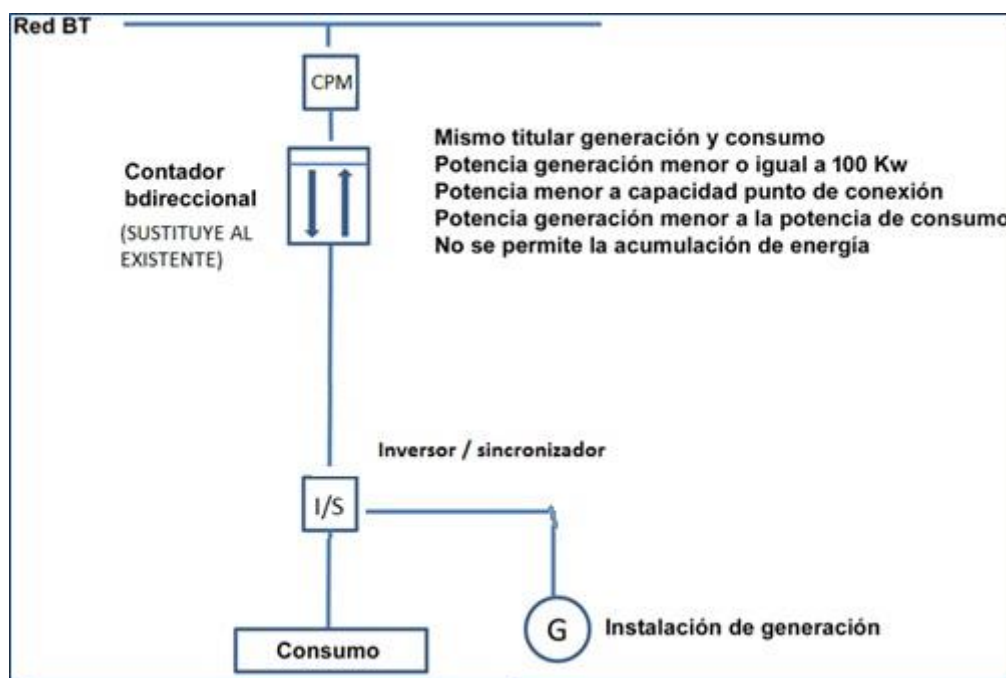 Red BT
CPM
Contador
bdireccional
(SUSTITUYE AL
EXISTENTE)
Mismo titular generación y consumo
Potencia generación menor o igual a 100 Kw
Potencia menor a capacidad punto de conexión
Potencia generación menor a la potencia de consumo
No se permite la acumulación de energía
Inversor / sincronizador
I/S
G
Instalación de generación
Consumo